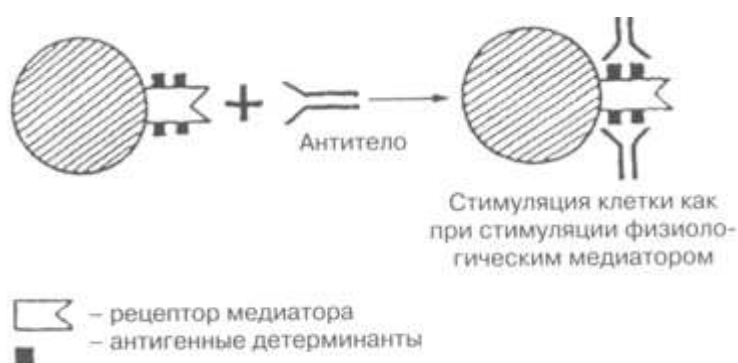 Антитело
Стимуляция клетки как
при стимуляции физиоло-
гическим медиатором
– рецептор медиатора
– антигенные детерминанты